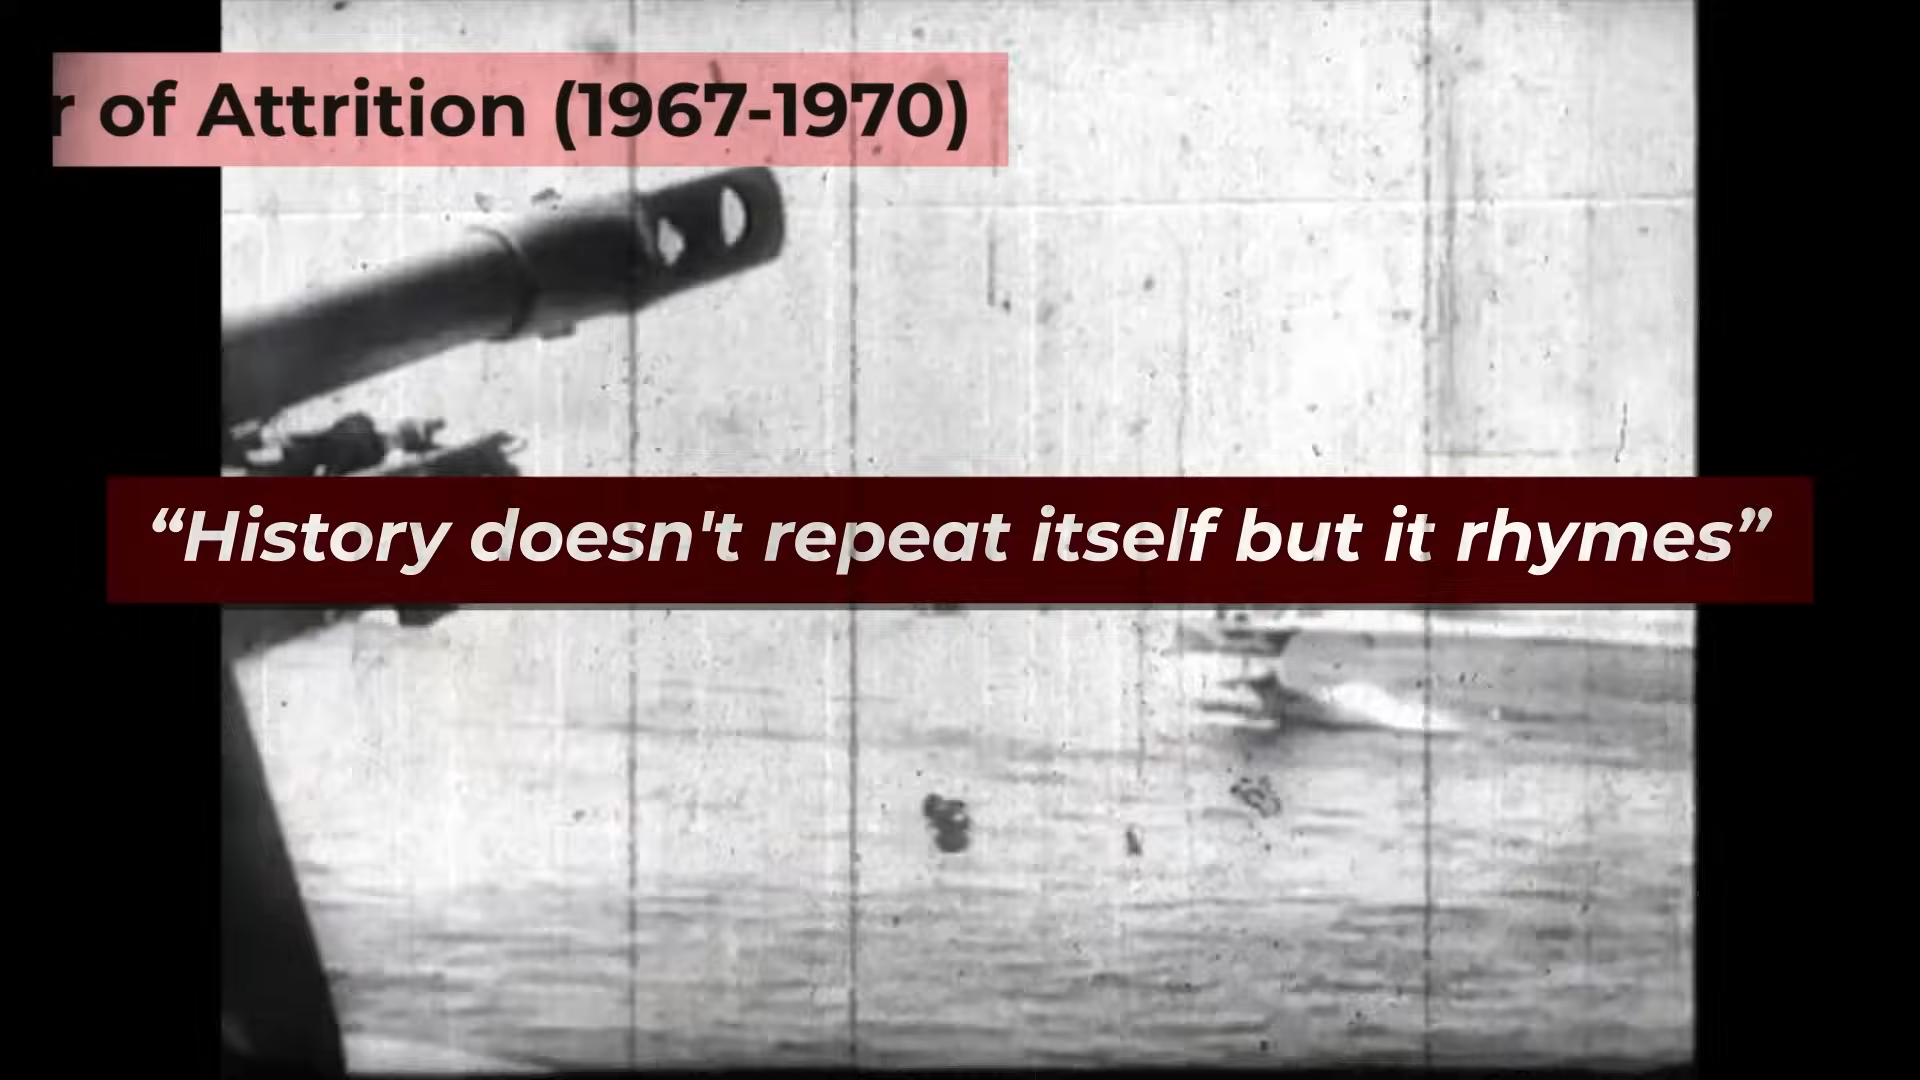 r of Attrition (1967-1970)
“History doesn't repeat itself but it rhymes”